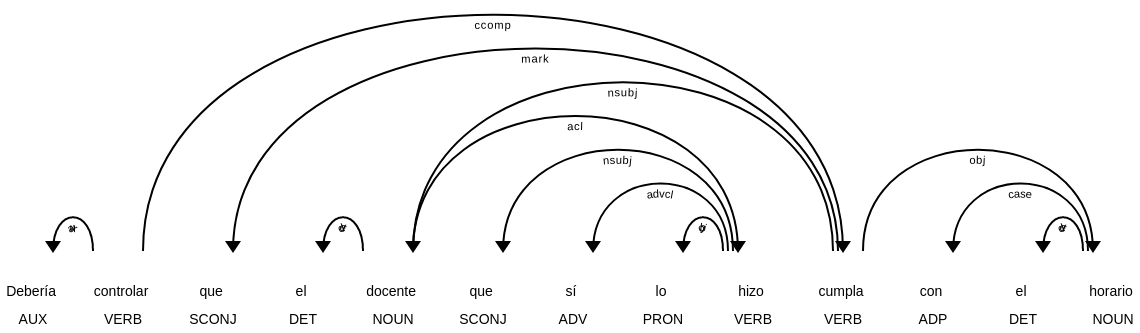 ccomp
mark
nsubj
acl
nsubj obj
advcl case
Debería controlar que el docente que sí lo hizo cumpla con el horario
AUX VERB SCONJ DET NOUN SCONJ ADV PRON VERB VERB ADP DET NOUN